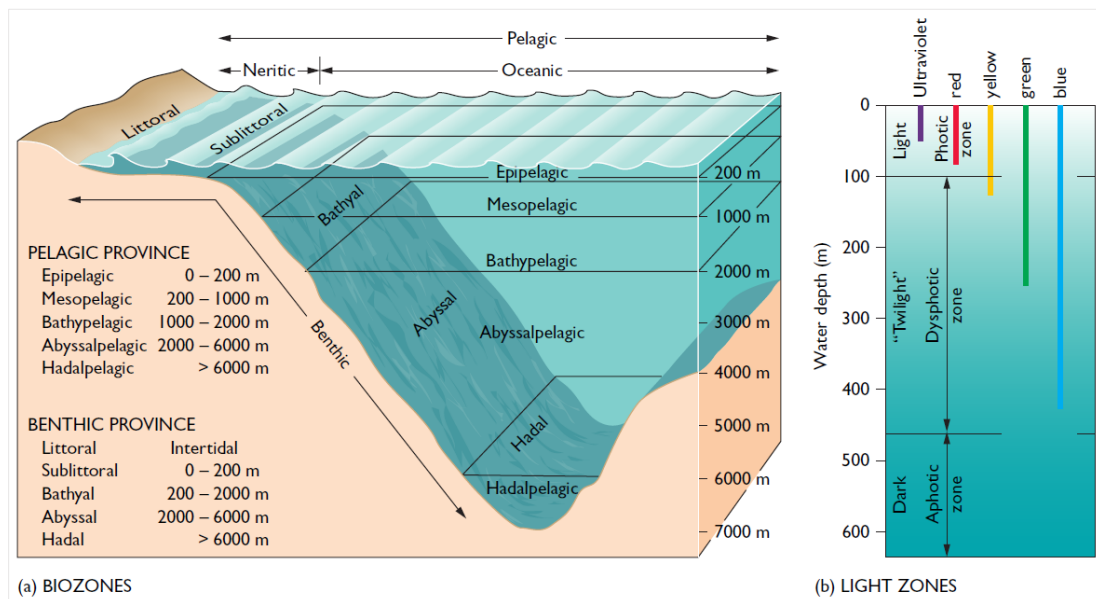 Pelagic
Neritic
Oceanic
Littoral
Sublittoral
Bathyal
Abyssal
Hadal
Benthic
Epipelagic
Mesopelagic
Bathypelagic
Abyssalpelagic
Hadalpelagic
200 m
1000 m
2000 m
3000 m
4000 m
5000 m
6000 m
7000 m
PELAGIC PROVINCE
Epipelagic 0 – 200 m
Mesopelagic 200 – 1000 m
Bathypelagic 1000 – 2000 m
Abyssalpelagic 2000 – 6000 m
Hadalpelagic > 6000 m
BENTHIC PROVINCE
Littoral Intertidal
Sublittoral 0 – 200 m
Bathyal 200 – 2000 m
Abyssal 2000 – 6000 m
Hadal > 6000 m
(a) BIOZONES
Ultraviolet
red
yellow
green
blue
Water depth (m)
0
100
200
300
400
500
600
Light
Photic
zone
"Twilight"
Dysphotic
zone
Dark
Aphotic
zone
(b) LIGHT ZONES